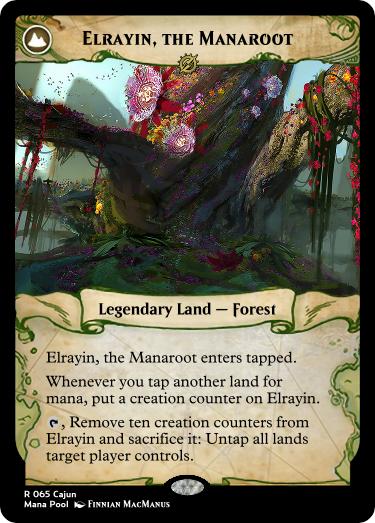 Elrayin, the Manaroot
Legendary Land — Forest
Elrayin, the Manaroot enters tapped.
Whenever you tap another land for
mana, put a creation counter on Elrayin.
, Remove ten creation counters from
Elrayin and sacrifice it: Untap all lands
target player controls.
R 065 Cajun
Mana Pool Finnian MacManus